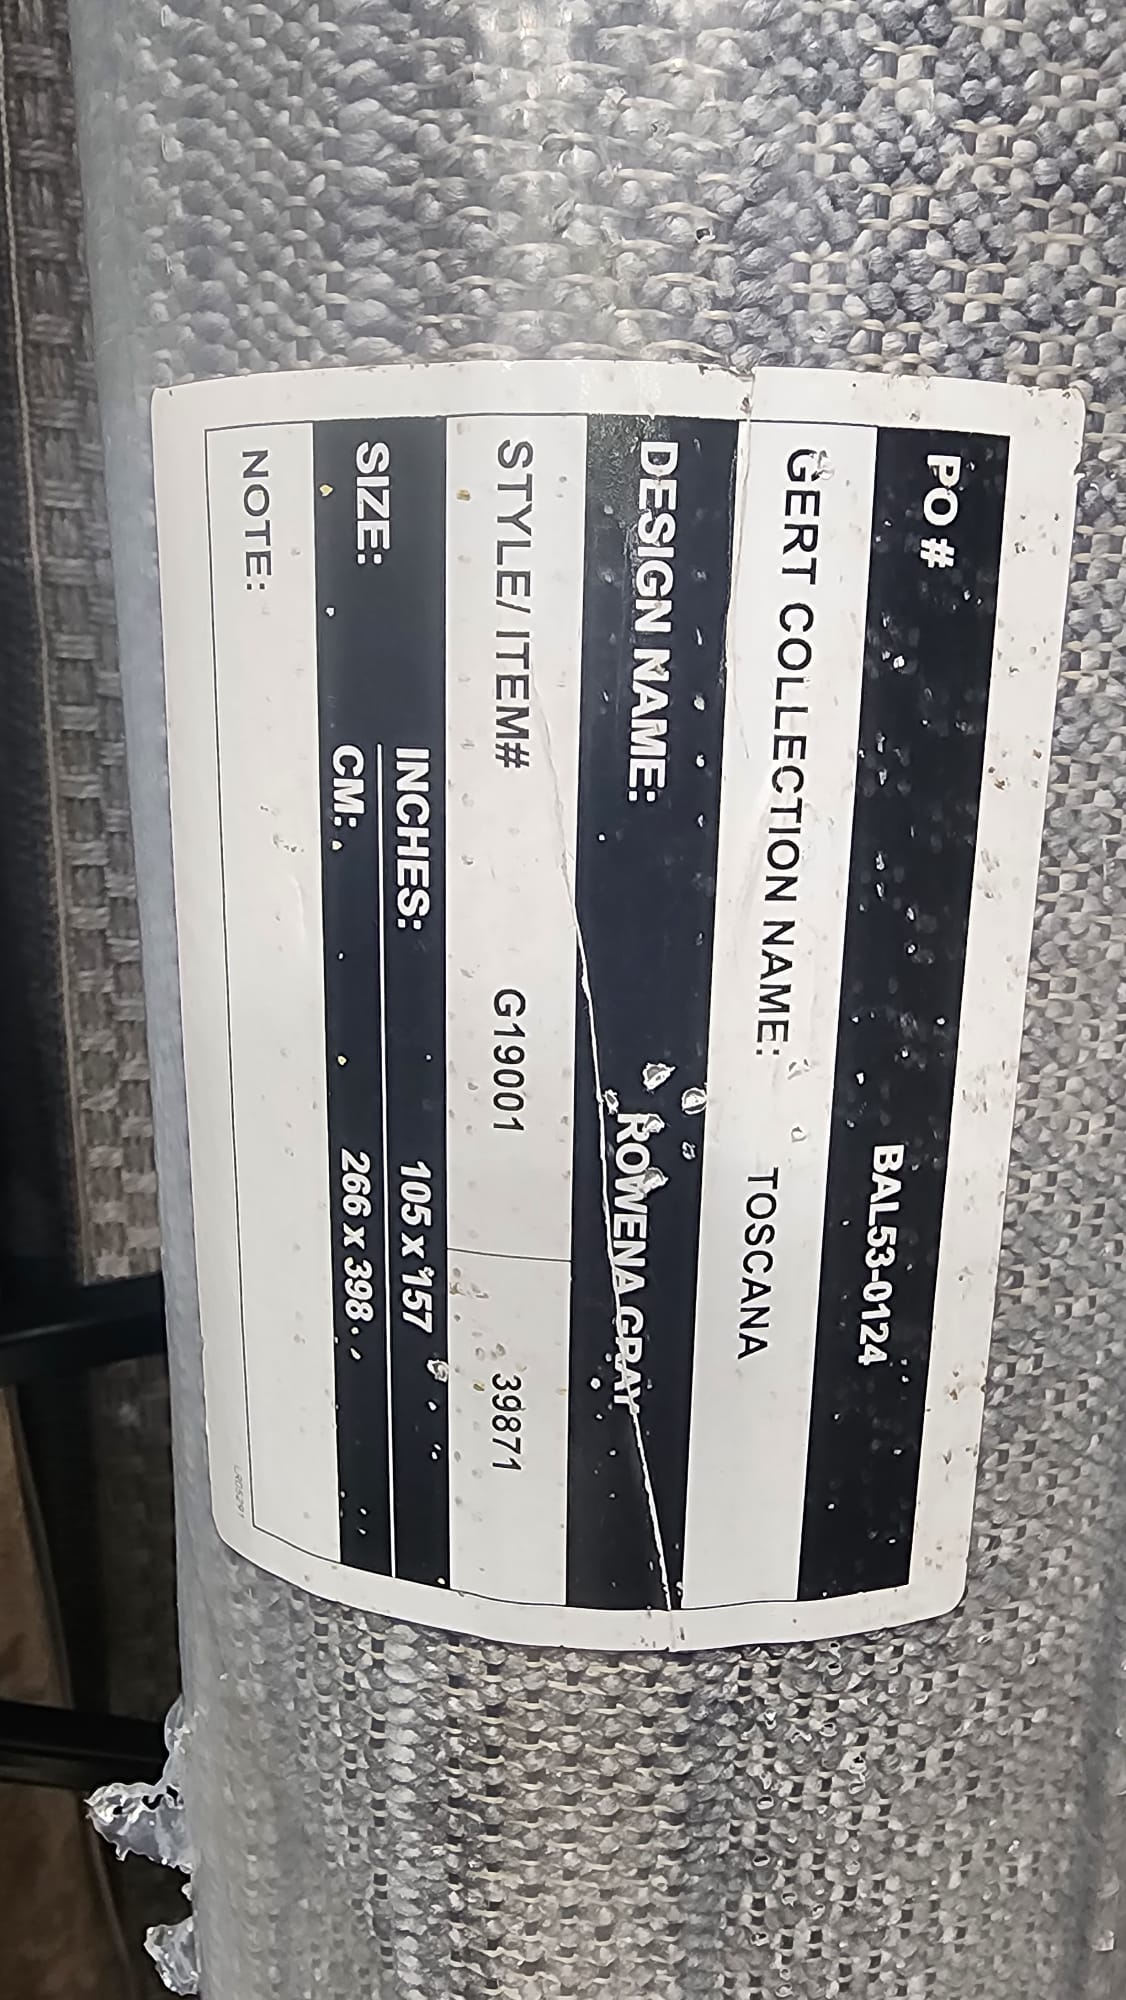 PO # BAL53-0124
GERT COLLECTION NAME: TOSCANA
DESIGN NAME: ROWENA GRAY
STYLE/ ITEM# G19001 39871
SIZE: INCHES: 105 x 157
CM: 266 x 398
NOTE: